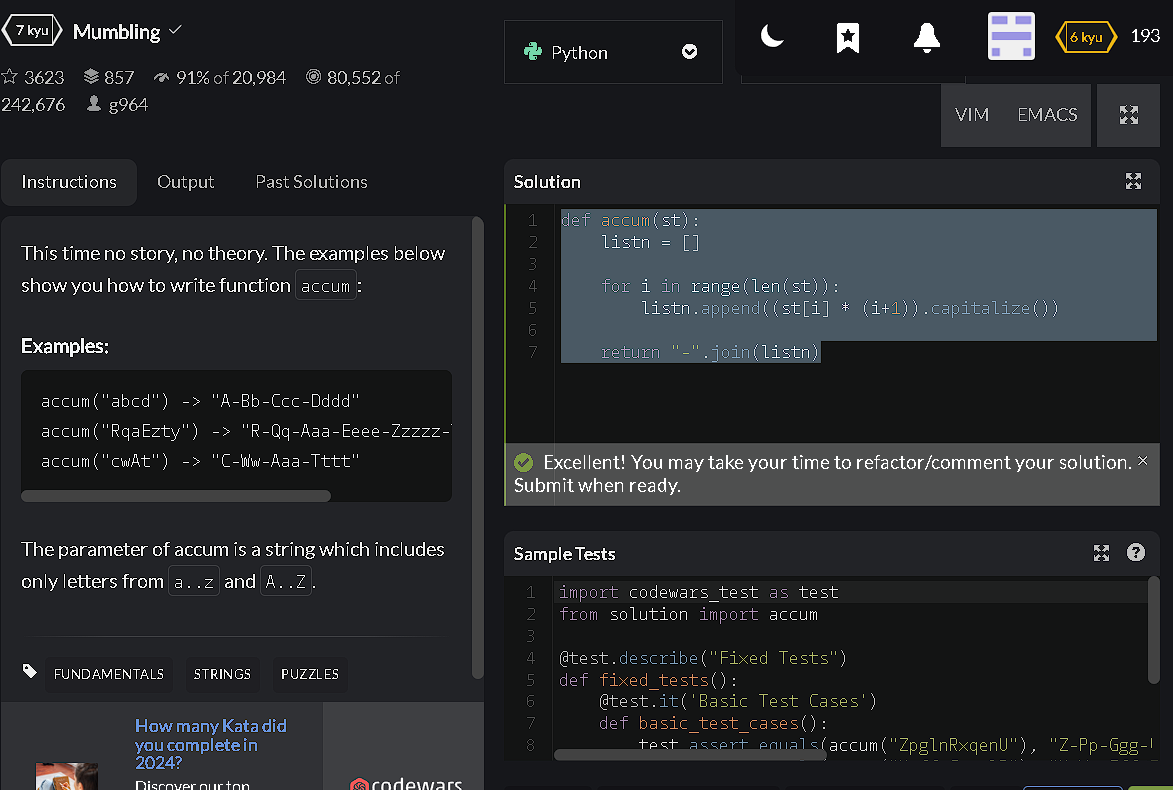 7 kyu
Mumbling
3623 857 91% of 20,984 80,552 of
242,676 g964
Python
6 kyu
193
VIM EMACS
Instructions Output Past Solutions
This time no story, no theory. The examples below
show you how to write function accum:
Examples:
accum("abcd") -> "A-Bb-Ccc-Dddd"
accum("RqaEzty") -> "R-Qq-Aaa-Eeee-Zzzzz-
accum("cwAt") -> "C-Ww-Aaa-Tttt"
The parameter of accum is a string which includes
only letters from a..z and A..Z.
FUNDAMENTALS STRINGS PUZZLES
How many Kata did
you complete in
2024?
Discover our top
codewars
Solution
1 def accum(st):
2     listn = []
3
4     for i in range(len(st)):
5         listn.append((st[i] * (i+1)).capitalize())
6
7     return "-".join(listn)
Excellent! You may take your time to refactor/comment your solution. ×
Submit when ready.
Sample Tests
?
1 import codewars_test as test
2 from solution import accum
3
4 @test.describe("Fixed Tests")
5 def fixed_tests():
6     @test.it('Basic Test Cases')
7     def basic_test_cases():
8         test.assert_equals(accum("ZpglnRxqenU"), "Z-Pp-Ggg-